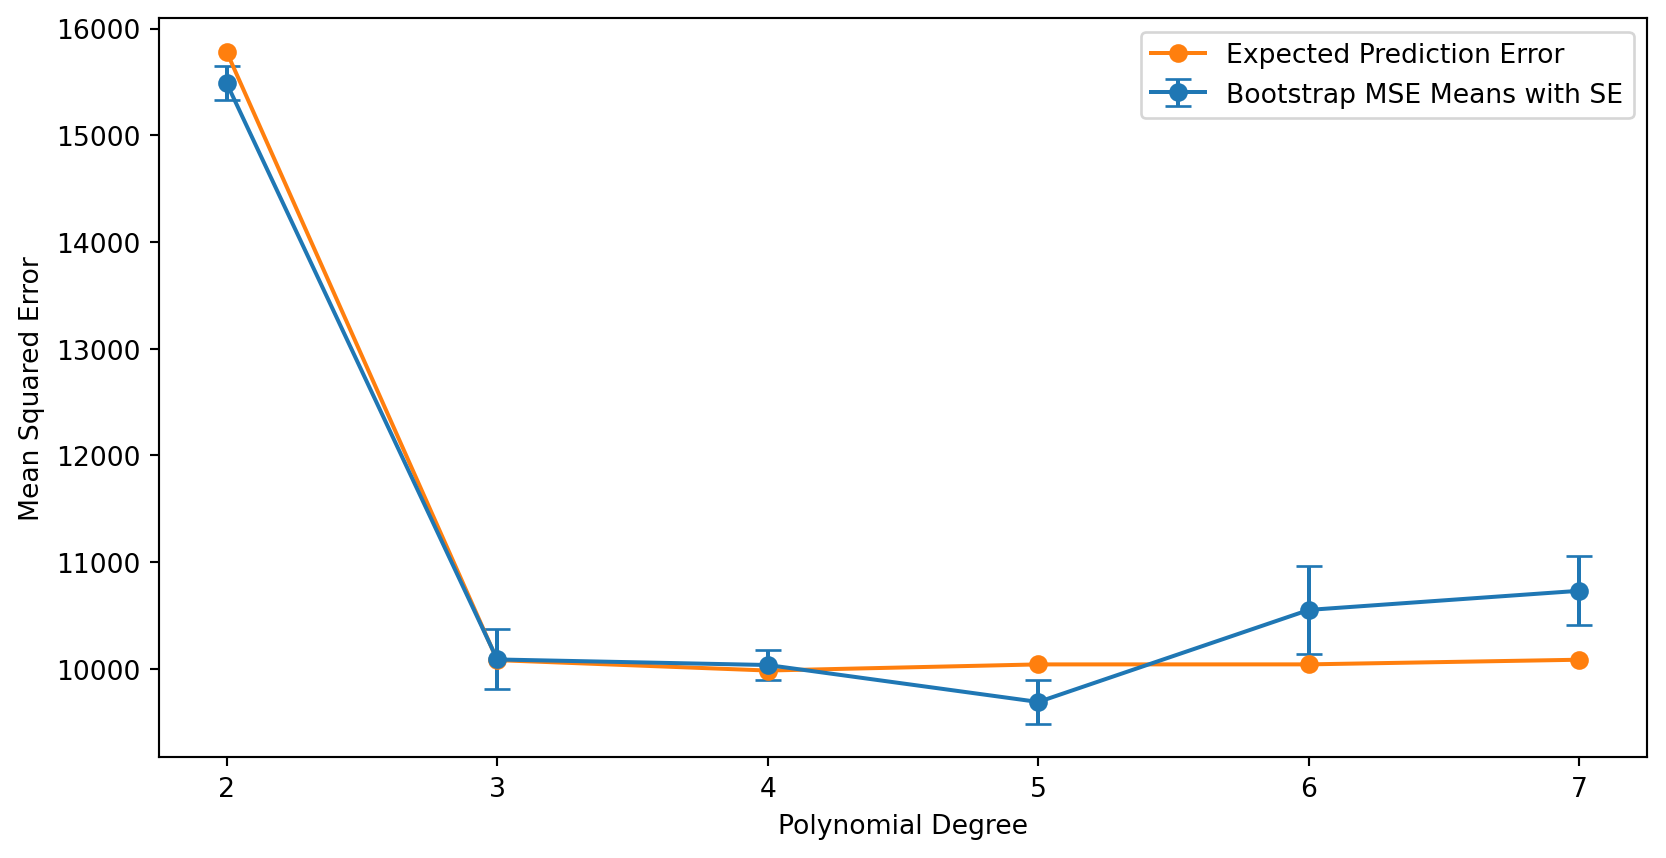 Expected Prediction Error
Bootstrap MSE Means with SE
Mean Squared Error
16000
15000
14000
13000
12000
11000
10000
2 3 4 5 6 7
Polynomial Degree